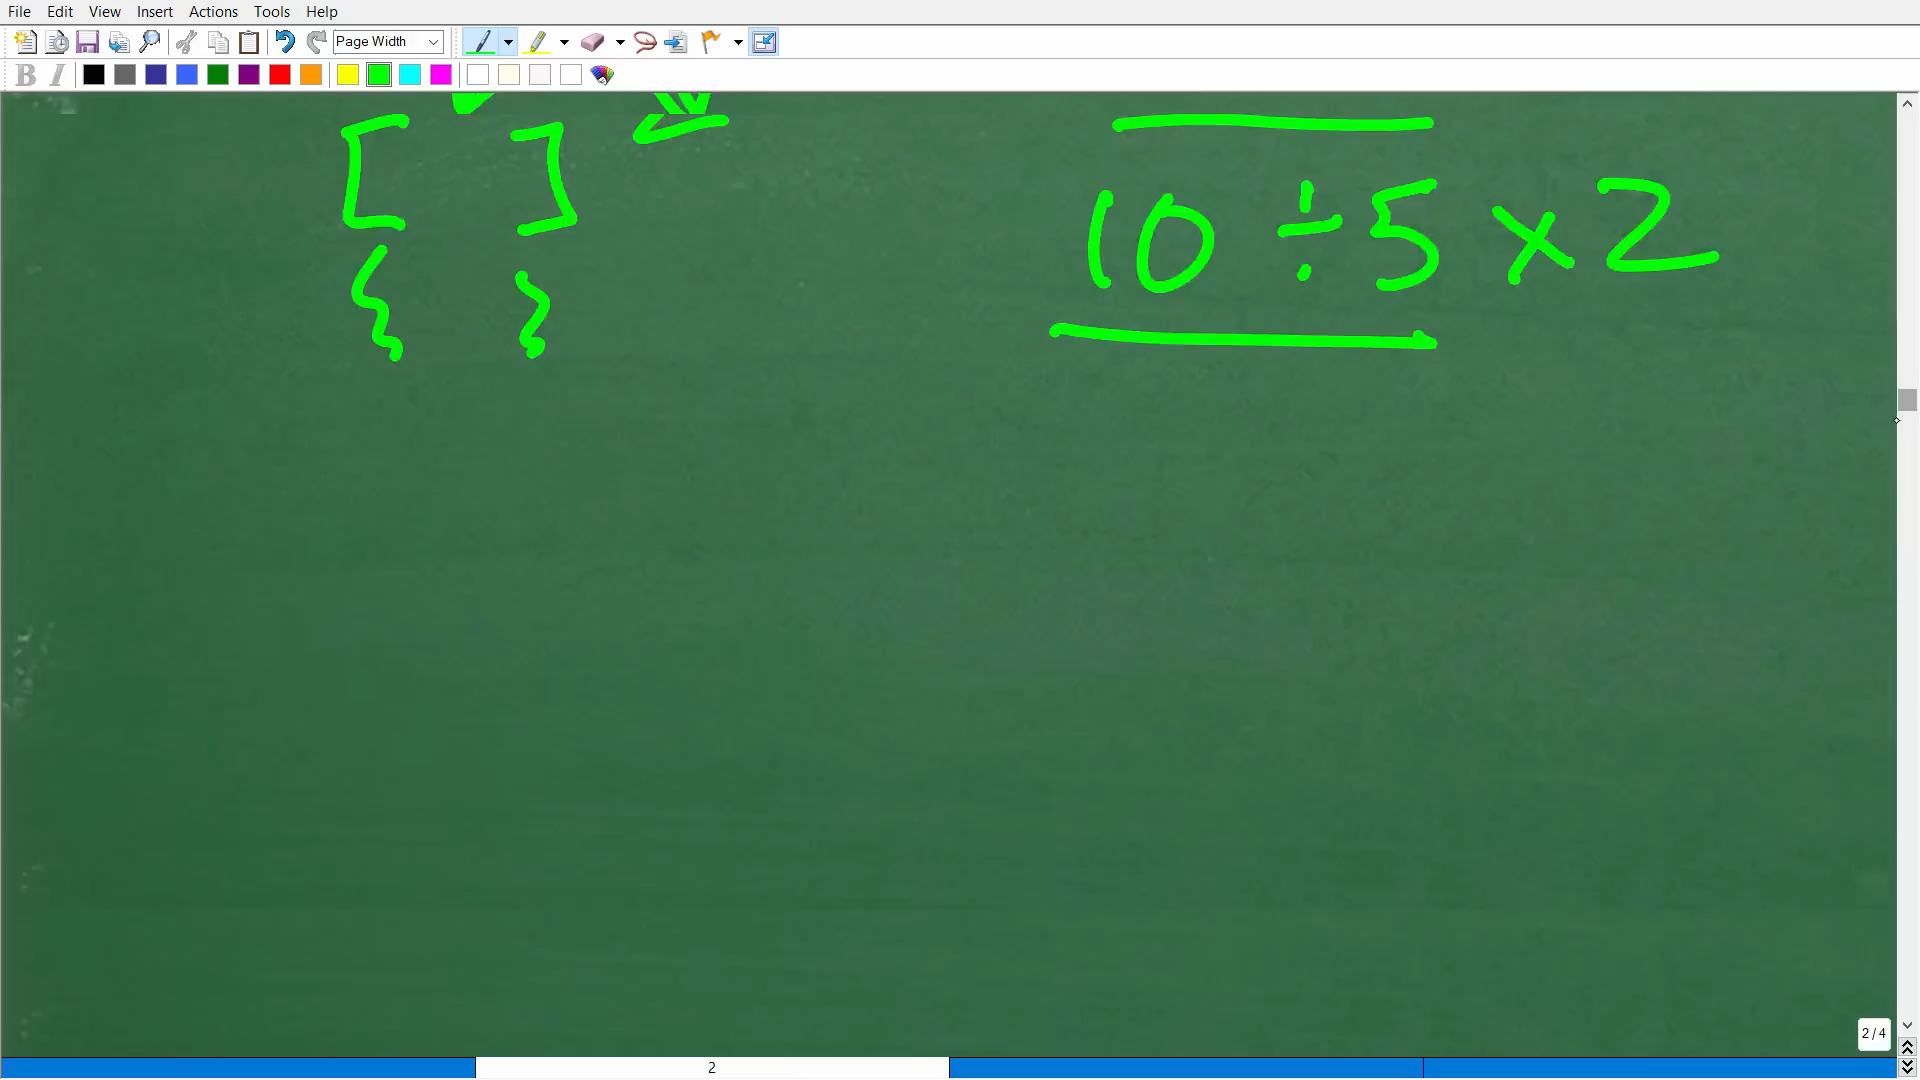 File Edit View Insert Actions Tools Help
Page Width
B I
[ ]
{ }
10 ÷ 5 × 2
2 / 4
2